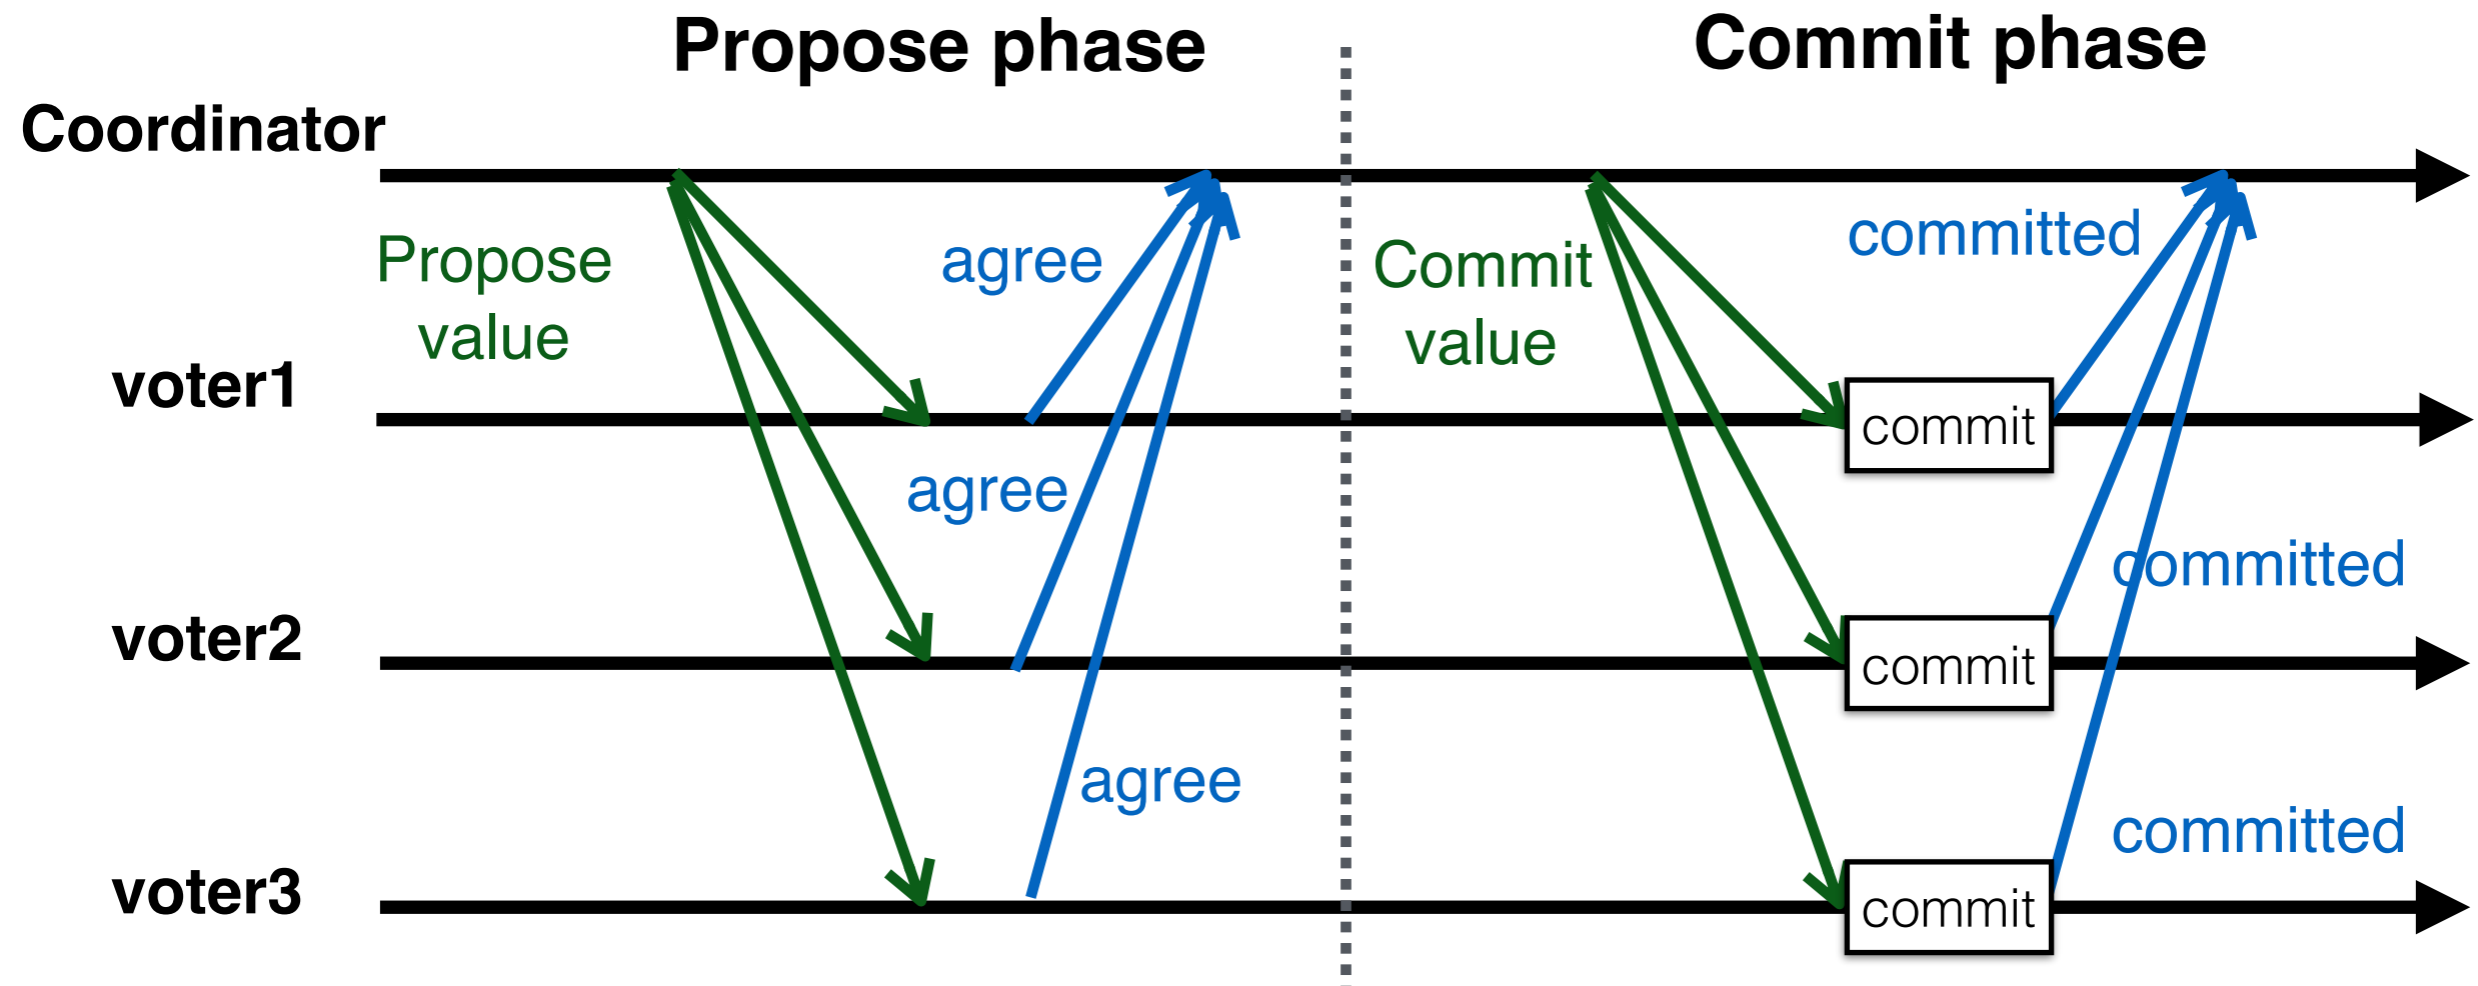 Propose phase
Commit phase
Coordinator
Propose
value
agree
Commit
value
committed
voter1
commit
agree
committed
voter2
commit
agree
committed
voter3
commit